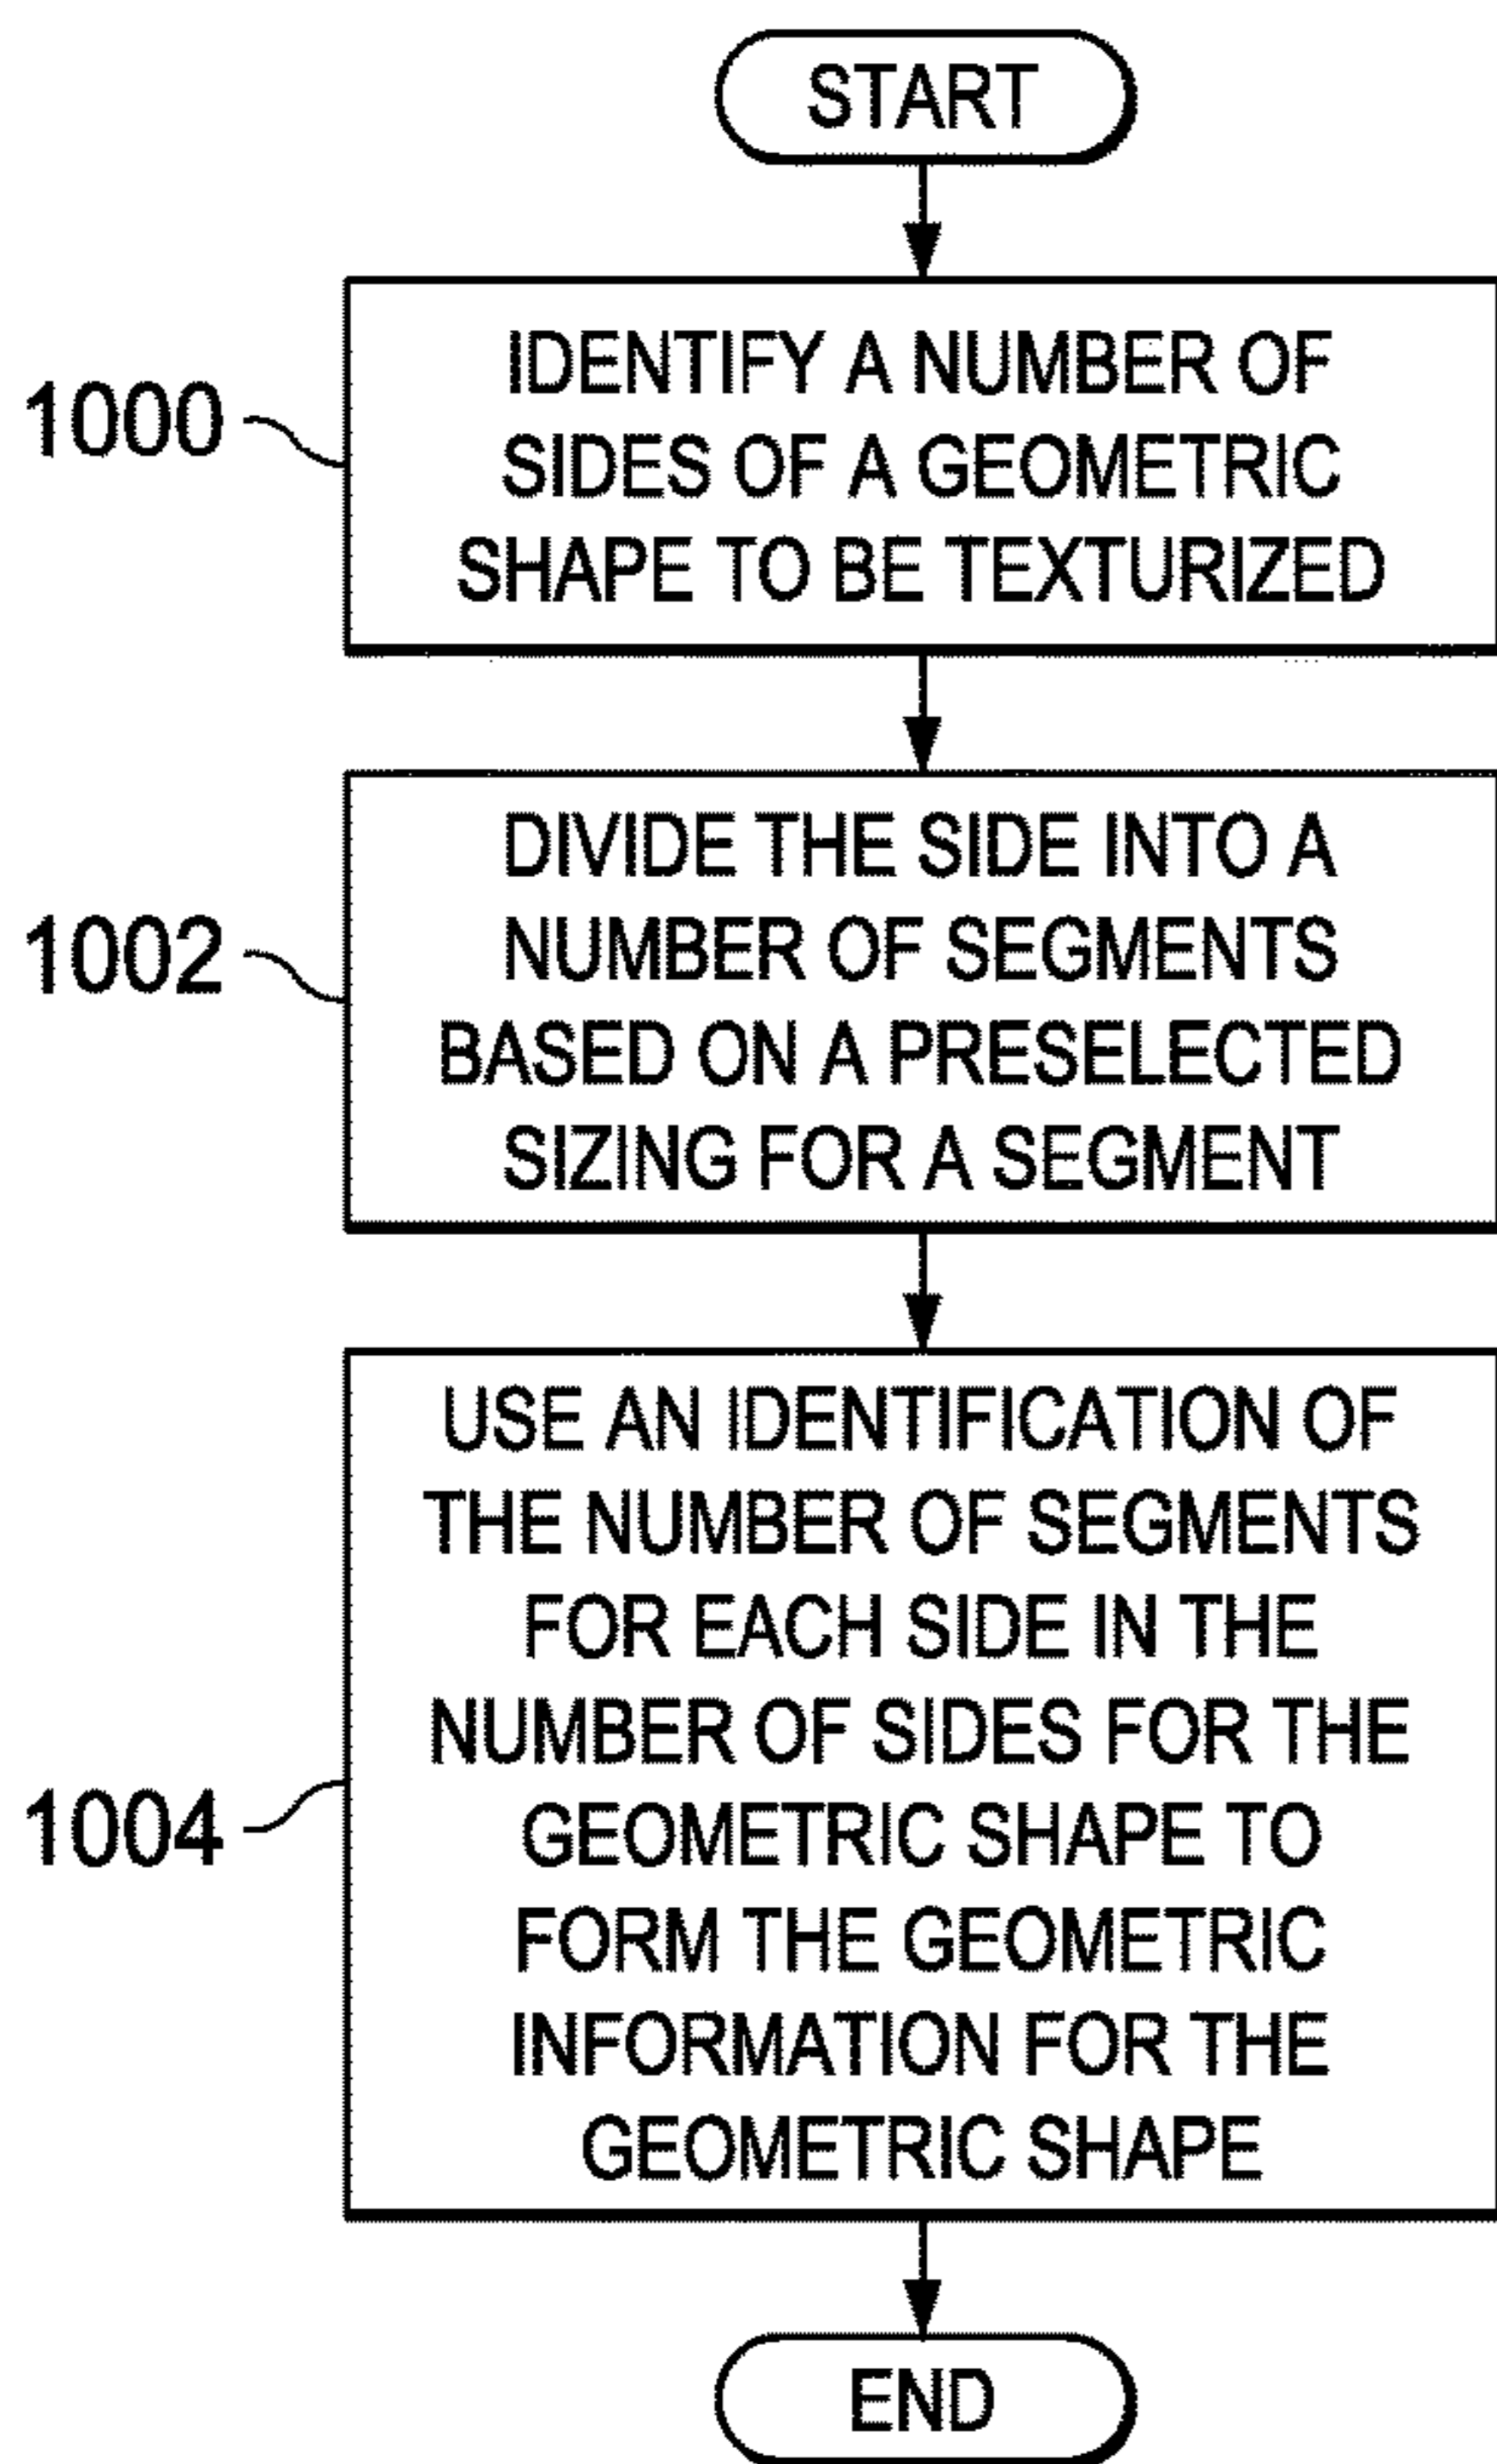 START
1000
IDENTIFY A NUMBER OF
SIDES OF A GEOMETRIC
SHAPE TO BE TEXTURIZED
1002
DIVIDE THE SIDE INTO A
NUMBER OF SEGMENTS
BASED ON A PRESELECTED
SIZING FOR A SEGMENT
1004
USE AN IDENTIFICATION OF
THE NUMBER OF SEGMENTS
FOR EACH SIDE IN THE
NUMBER OF SIDES FOR THE
GEOMETRIC SHAPE TO
FORM THE GEOMETRIC
INFORMATION FOR THE
GEOMETRIC SHAPE
END